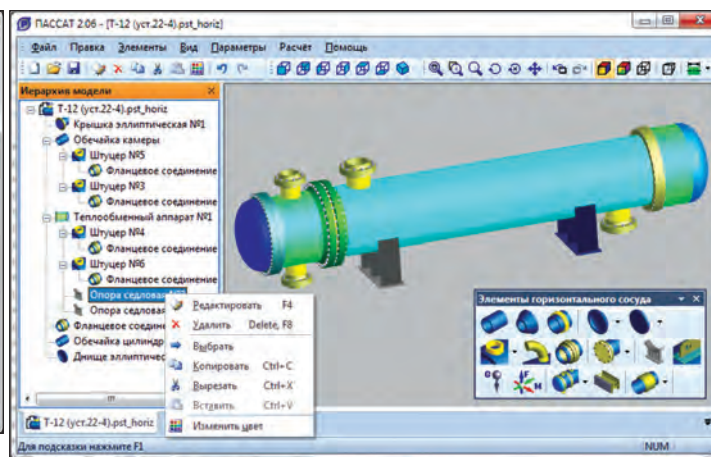 ПАССАТ 2.06 - [Т-12 (уст.22-4).pst_horiz]
Файл Правка Элементы Вид Параметры Расчет Помощь
Иерархия модели
Т-12 (уст.22-4).pst_horiz
Крышка эллиптическая №1
Обечайка камеры
Штуцер №5
Фланцевое соединение
Штуцер №3
Фланцевое соединение
Теплообменный аппарат №1
Штуцер №4
Фланцевое соединение
Штуцер №6
Фланцевое соединение
Опора седловая
Опора седловая
Фланцевое соедине
Обечайка цилиндр
Днище эллиптичес
Редактировать F4
Удалить Delete, F8
Выбрать
Копировать Ctrl+C
Вырезать Ctrl+X
Вставить Ctrl+V
Изменить цвет
Элементы горизонтального сосуда
Т-12 (уст.22-4).pst_horiz
Для подсказки нажмите F1
NUM